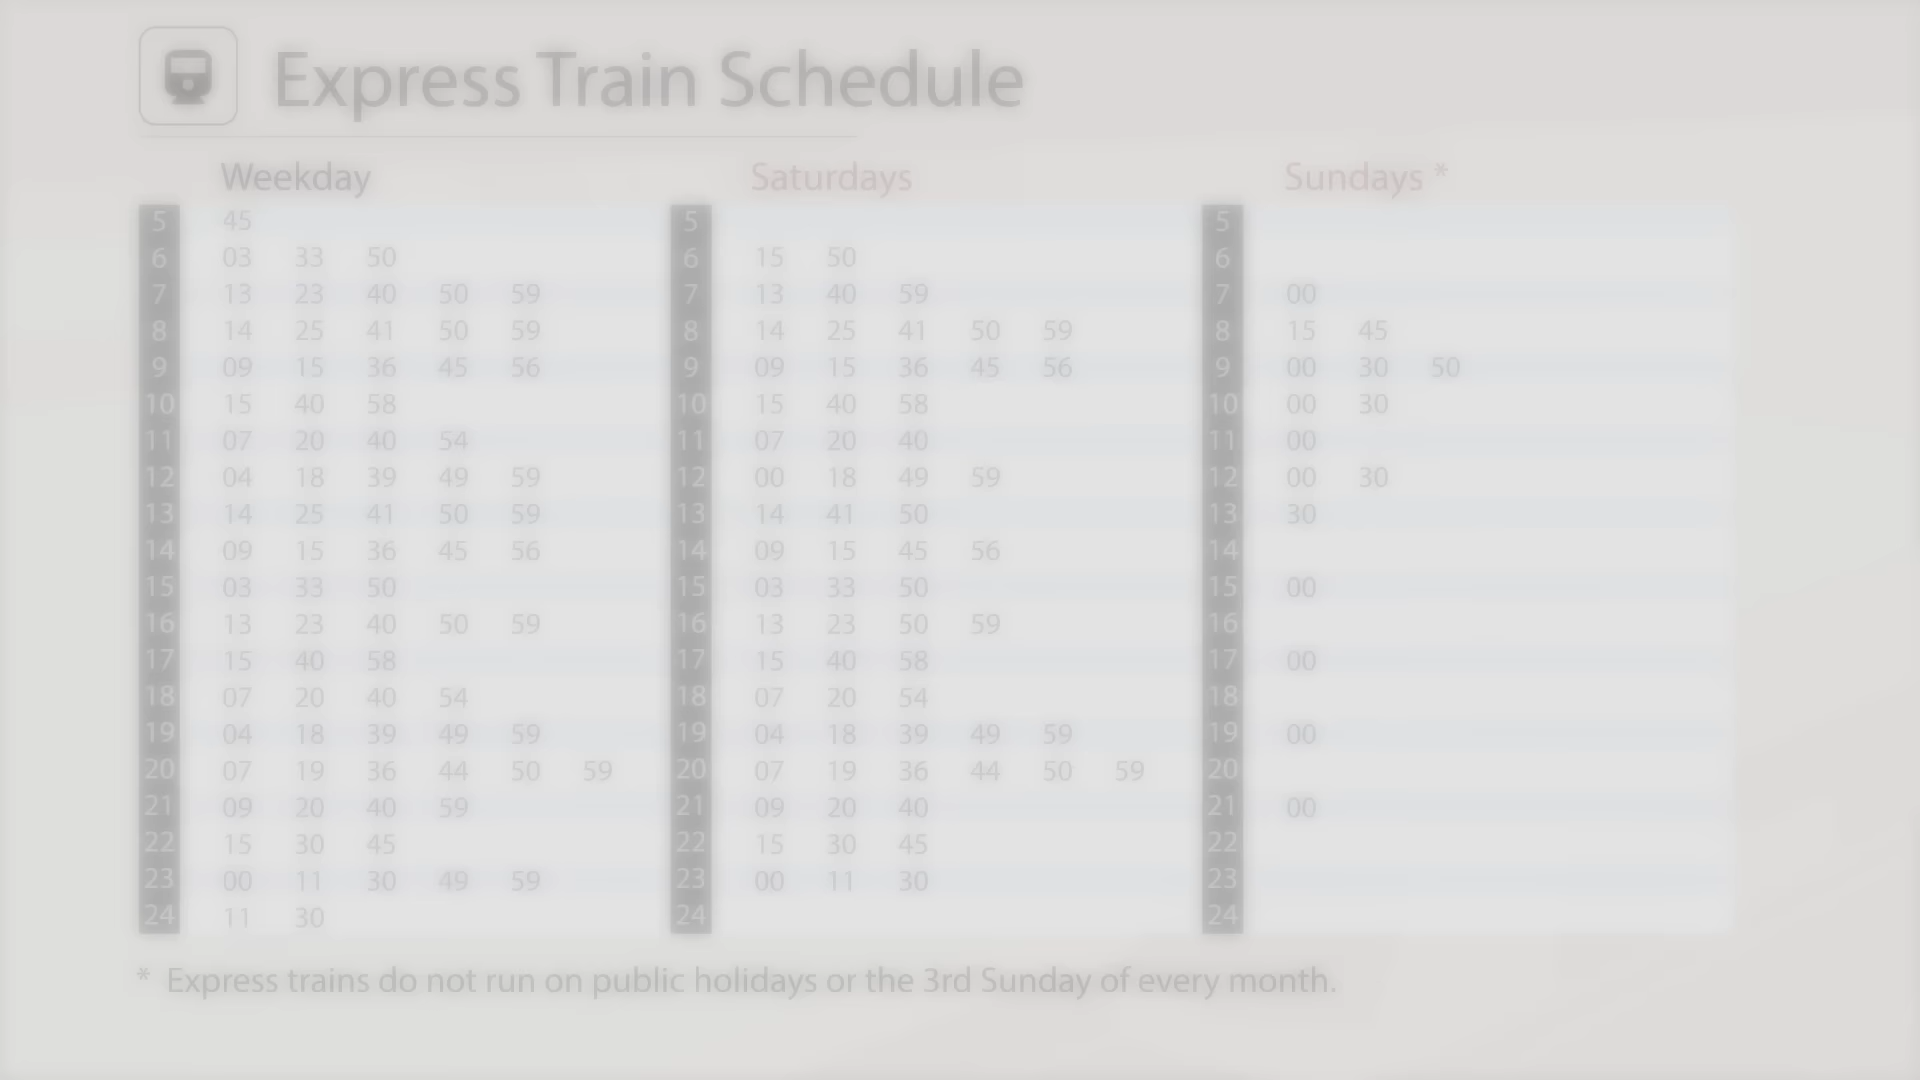 Express Train Schedule
Weekday Saturdays Sundays *
5 45 5 5
6 03 33 50 6 15 50 6
7 13 23 40 50 59 7 13 40 59 7 00
8 14 25 41 50 59 8 14 25 41 50 59 8 15 45
9 09 15 36 45 56 9 09 15 36 45 56 9 00 30 50
10 15 40 58 10 15 40 58 10 00 30
11 07 20 40 54 11 07 20 40 11 00
12 04 18 39 49 59 12 00 18 49 59 12 00 30
13 14 25 41 50 59 13 14 41 50 13 30
14 09 15 36 45 56 14 09 15 45 56 14
15 03 33 50 15 03 33 50 15 00
16 13 23 40 50 59 16 13 23 50 59 16
17 15 40 58 17 15 40 58 17 00
18 07 20 40 54 18 07 20 54 18
19 04 18 39 49 59 19 04 18 39 49 59 19 00
20 07 19 36 44 50 59 20 07 19 36 44 50 59 20
21 09 20 40 59 21 09 20 40 21 00
22 15 30 45 22 15 30 45 22
23 00 11 30 49 59 23 00 11 30 23
24 11 30 24 24
* Express trains do not run on public holidays or the 3rd Sunday of every month.